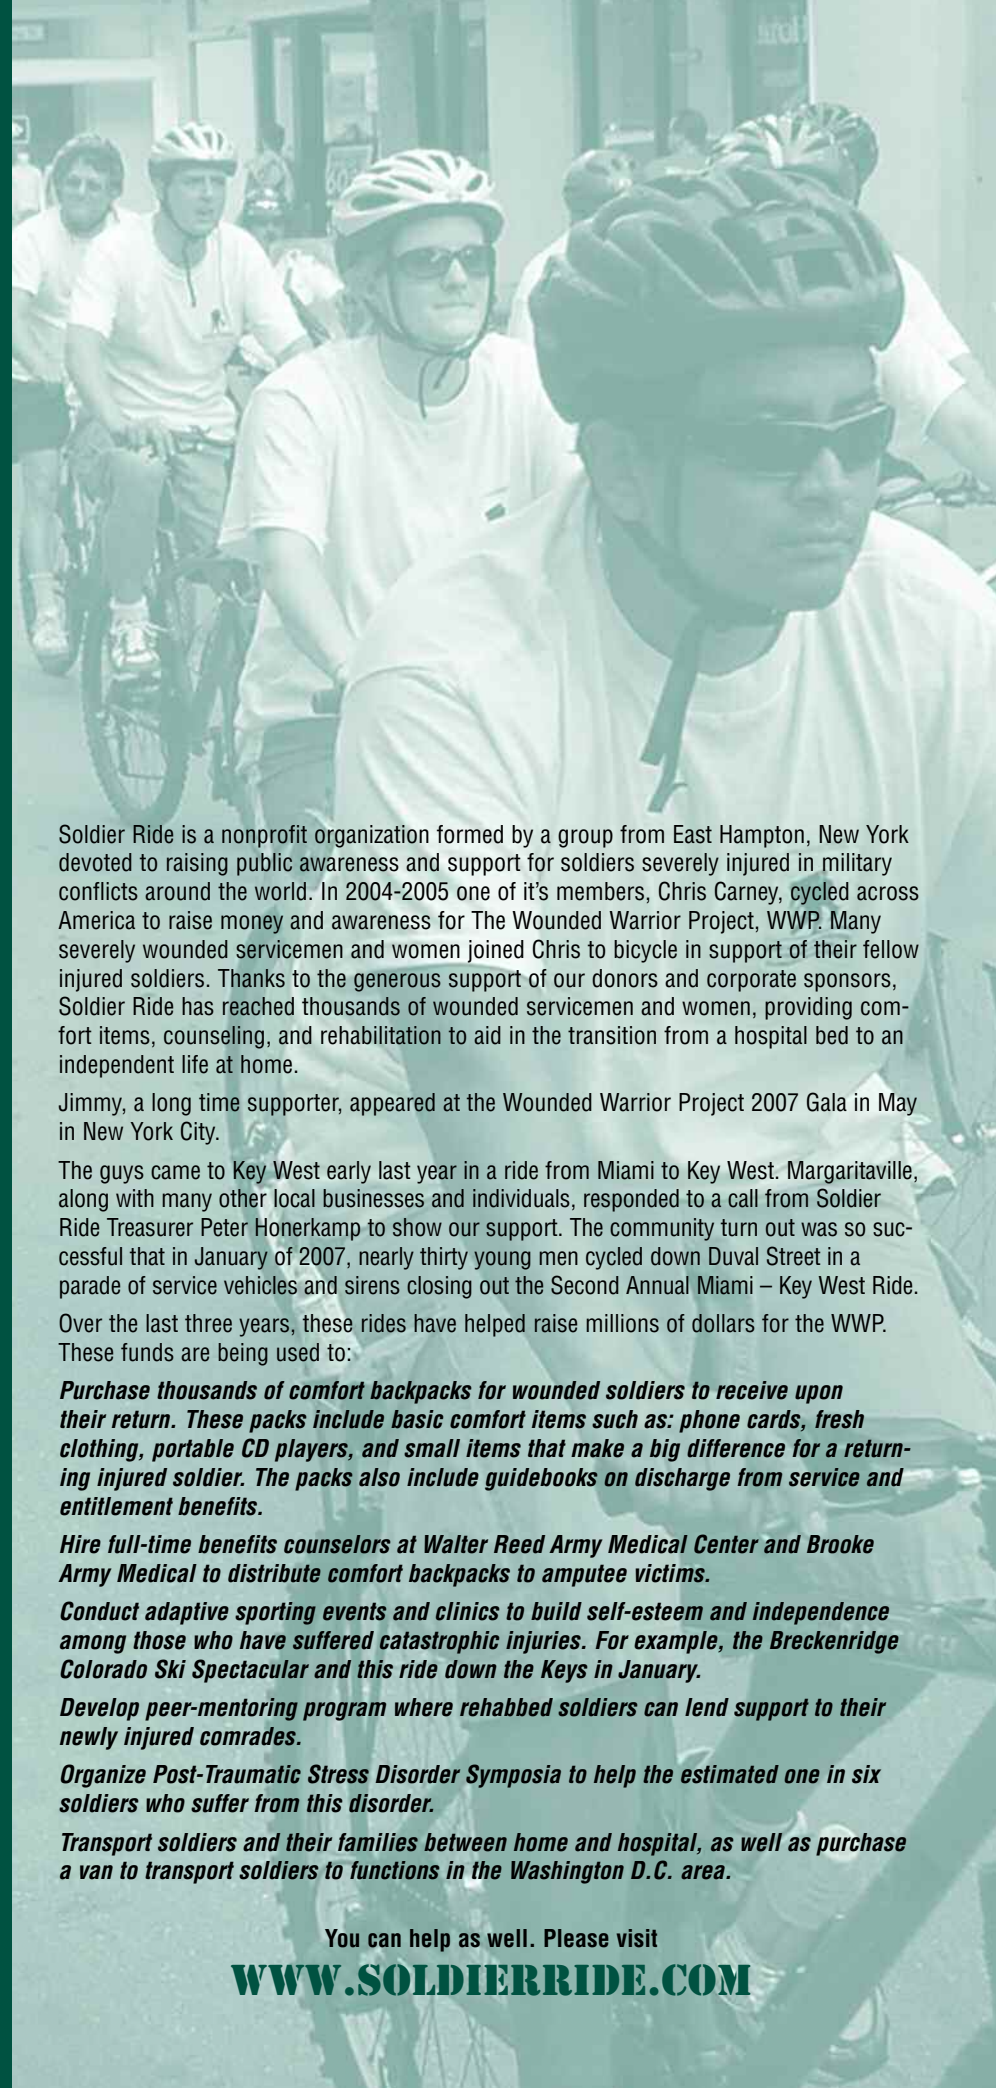 Soldier Ride is a nonprofit organization formed by a group from East Hampton, New York
devoted to raising public awareness and support for soldiers severely injured in military
conflicts around the world. In 2004-2005 one of it's members, Chris Carney, cycled across
America to raise money and awareness for The Wounded Warrior Project, WWP. Many
severely wounded servicemen and women joined Chris to bicycle in support of their fellow
injured soldiers. Thanks to the generous support of our donors and corporate sponsors,
Soldier Ride has reached thousands of wounded servicemen and women, providing com-
fort items, counseling, and rehabilitation to aid in the transition from a hospital bed to an
independent life at home.
Jimmy, a long time supporter, appeared at the Wounded Warrior Project 2007 Gala in May
in New York City.
The guys came to Key West early last year in a ride from Miami to Key West. Margaritaville,
along with many other local businesses and individuals, responded to a call from Soldier
Ride Treasurer Peter Honerkamp to show our support. The community turn out was so suc-
cessful that in January of 2007, nearly thirty young men cycled down Duval Street in a
parade of service vehicles and sirens closing out the Second Annual Miami – Key West Ride.
Over the last three years, these rides have helped raise millions of dollars for the WWP.
These funds are being used to:
Purchase thousands of comfort backpacks for wounded soldiers to receive upon
their return. These packs include basic comfort items such as: phone cards, fresh
clothing, portable CD players, and small items that make a big difference for a return-
ing injured soldier. The packs also include guidebooks on discharge from service and
entitlement benefits.
Hire full-time benefits counselors at Walter Reed Army Medical Center and Brooke
Army Medical to distribute comfort backpacks to amputee victims.
Conduct adaptive sporting events and clinics to build self-esteem and independence
among those who have suffered catastrophic injuries. For example, the Breckenridge
Colorado Ski Spectacular and this ride down the Keys in January.
Develop peer-mentoring program where rehabbed soldiers can lend support to their
newly injured comrades.
Organize Post-Traumatic Stress Disorder Symposia to help the estimated one in six
soldiers who suffer from this disorder.
Transport soldiers and their families between home and hospital, as well as purchase
a van to transport soldiers to functions in the Washington D.C. area.
You can help as well. Please visit
WWW.SOLDIERRIDE.COM